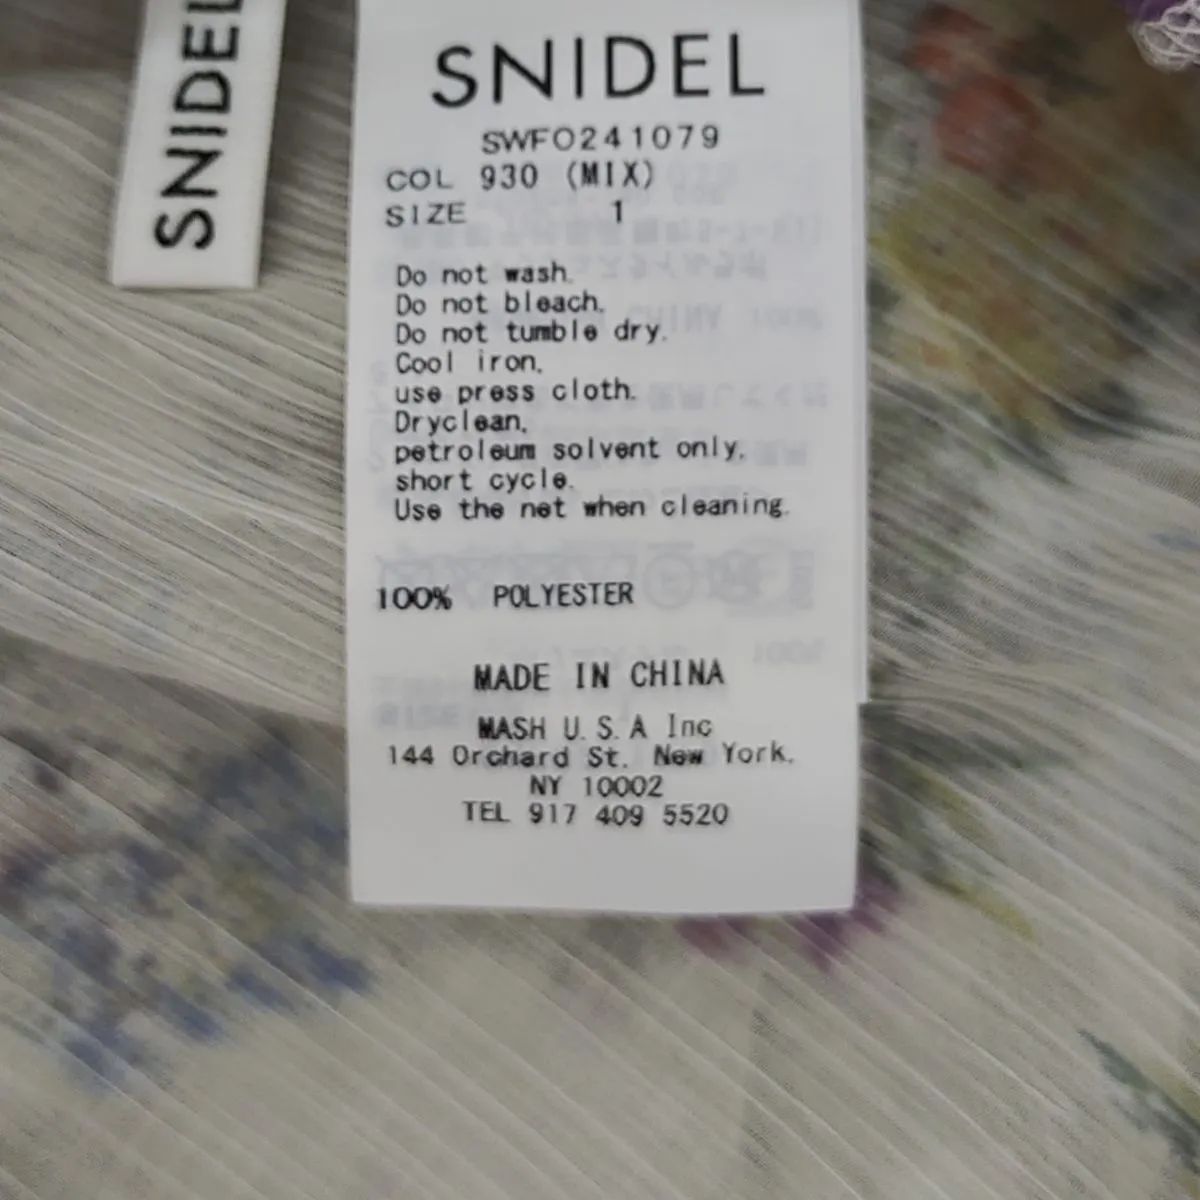 SNIDEL
SNIDEL
SWFO241079
COL 930 (MIX)
SIZE 1
Do not wash.
Do not bleach.
Do not tumble dry.
Cool iron,
use press cloth.
Dryclean,
petroleum solvent only,
short cycle.
Use the net when cleaning.
100% POLYESTER
MADE IN CHINA
MASH U.S.A Inc
144 Orchard St. New York,
NY 10002
TEL 917 409 5520